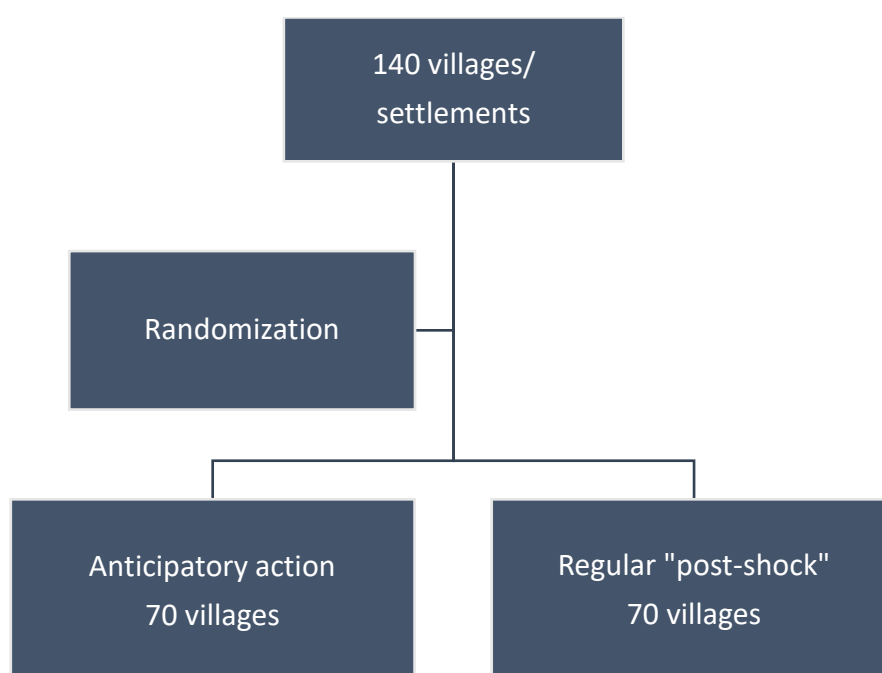 140 villages/
settlements
Randomization
Anticipatory action
70 villages
Regular "post-shock"
70 villages